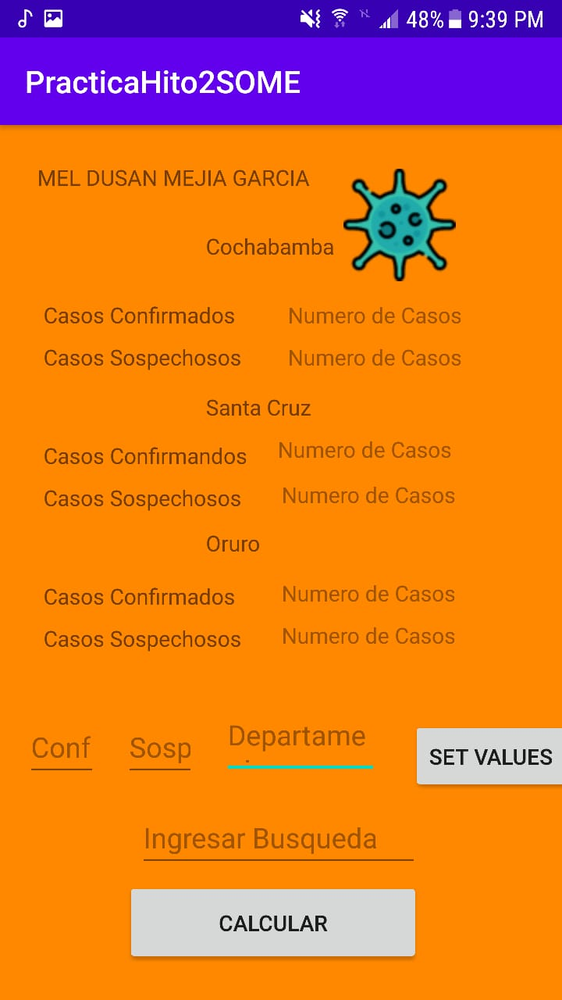 48% 9:39 PM
PracticaHito2SOME
MEL DUSAN MEJIA GARCIA
Cochabamba
Casos Confirmados Numero de Casos
Casos Sospechosos Numero de Casos
Santa Cruz
Casos Confirmandos Numero de Casos
Casos Sospechosos Numero de Casos
Oruro
Casos Confirmados Numero de Casos
Casos Sospechosos Numero de Casos
Conf Sosp Departame SET VALUES
Ingresar Busqueda
CALCULAR